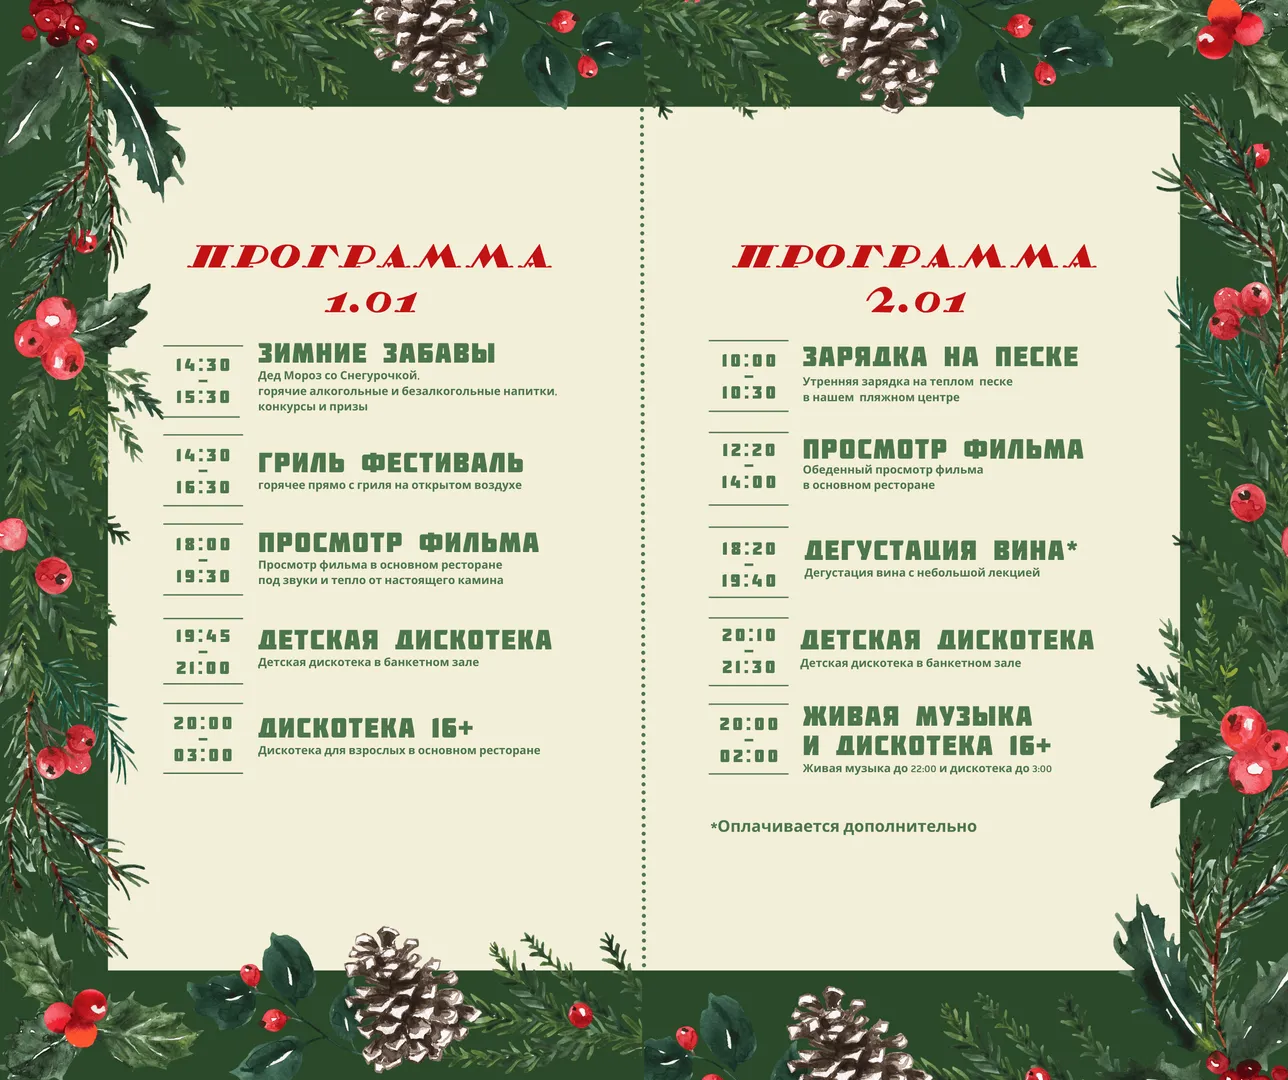 ПРОГРАММА
1.01
14:30
–
15:30
ЗИМНИЕ ЗАБАВЫ
Дед Мороз со Снегурочкой,
горячие алкогольные и безалкогольные напитки,
конкурсы и призы
14:30
–
16:30
ГРИЛЬ ФЕСТИВАЛЬ
горячее прямо с гриля на открытом воздухе
18:00
–
19:30
ПРОСМОТР ФИЛЬМА
Просмотр фильма в основном ресторане
под звуки и тепло от настоящего камина
19:45
–
21:00
ДЕТСКАЯ ДИСКОТЕКА
Детская дискотека в банкетном зале
20:00
–
03:00
ДИСКОТЕКА 16+
Дискотека для взрослых в основном ресторане
ПРОГРАММА
2.01
10:00
–
10:30
ЗАРЯДКА НА ПЕСКЕ
Утренняя зарядка на теплом песке
в нашем пляжном центре
12:20
–
14:00
ПРОСМОТР ФИЛЬМА
Обеденный просмотр фильма
в основном ресторане
18:20
–
19:40
ДЕГУСТАЦИЯ ВИНА*
Дегустация вина с небольшой лекцией
20:10
–
21:30
ДЕТСКАЯ ДИСКОТЕКА
Детская дискотека в банкетном зале
20:00
–
02:00
ЖИВАЯ МУЗЫКА
И ДИСКОТЕКА 16+
Живая музыка до 22:00 и дискотека до 3:00
*Оплачивается дополнительно